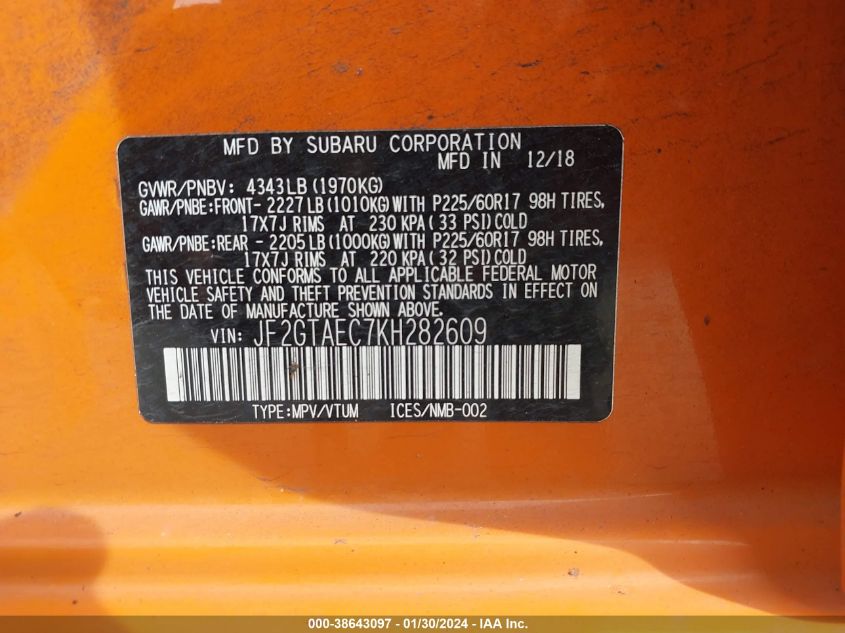 MFD BY SUBARU CORPORATION
MFD IN 12/18
GVWR/PNBV: 4343LB(1970KG)
GAWR/PNBE:FRONT- 2227LB(1010KG)WITH P225/60R17 98H TIRES,
17X7J RIMS AT 230 KPA( 33 PSI)COLD
GAWR/PNBE:REAR - 2205LB(1000KG)WITH P225/60R17 98H TIRES,
17X7J RIMS AT 220 KPA( 32 PSI)COLD
THIS VEHICLE CONFORMS TO ALL APPLICABLE FEDERAL MOTOR
VEHICLE SAFETY AND THEFT PREVENTION STANDARDS IN EFFECT ON
THE DATE OF MANUFACTURE SHOWN ABOVE.
VIN: JF2GTAEC7KH282609
TYPE:MPV/VTUM ICES/NMB-002
000-38643097 - 01/30/2024 - IAA Inc.